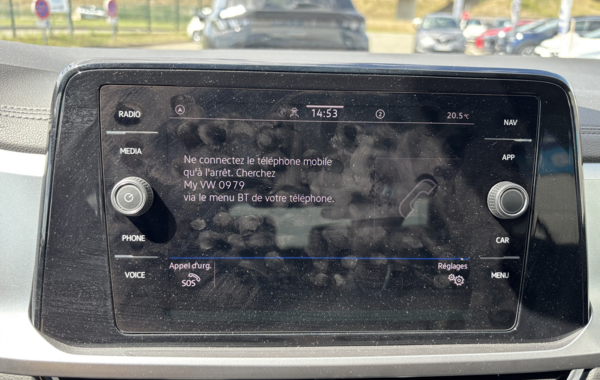 RADIO
MEDIA
PHONE
VOICE
14:53
2
20.5°C
Ne connectez le téléphone mobile
qu'à l'arrêt. Cherchez
My VW 0979
via le menu BT de votre téléphone.
Appel d'urg.
SOS
Réglages
NAV
APP
CAR
MENU